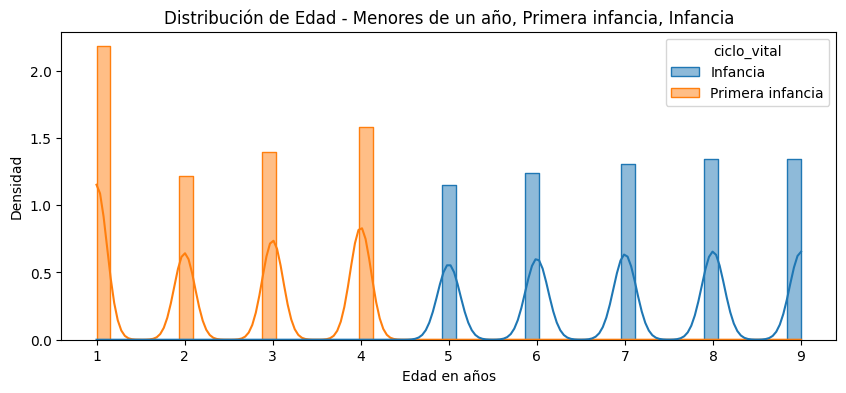 Distribución de Edad - Menores de un año, Primera infancia, Infancia
ciclo_vital
Infancia
Primera infancia
Densidad
2.0
1.5
1.0
0.5
0.0
1 2 3 4 5 6 7 8 9
Edad en años